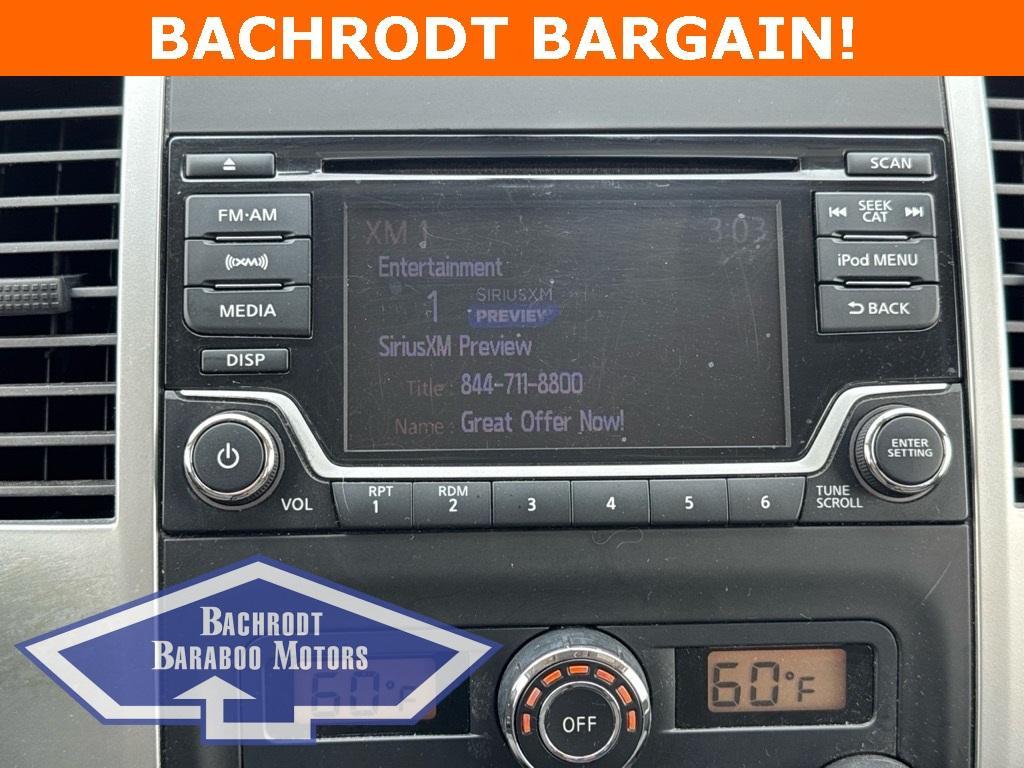 BACHRODT BARGAIN!
SCAN
FM·AM
SEEK
CAT
XM 1
3:03
((XM))
iPod MENU
Entertainment
1
SIRIUSXM
PREVIEW
MEDIA
BACK
SiriusXM Preview
DISP
Title : 844-711-8800
Name : Great Offer Now!
ENTER
SETTING
VOL
RPT
1
RDM
2
3
4
5
6
TUNE
SCROLL
BACHRODT
BARABOO MOTORS
60°F
60°F
OFF